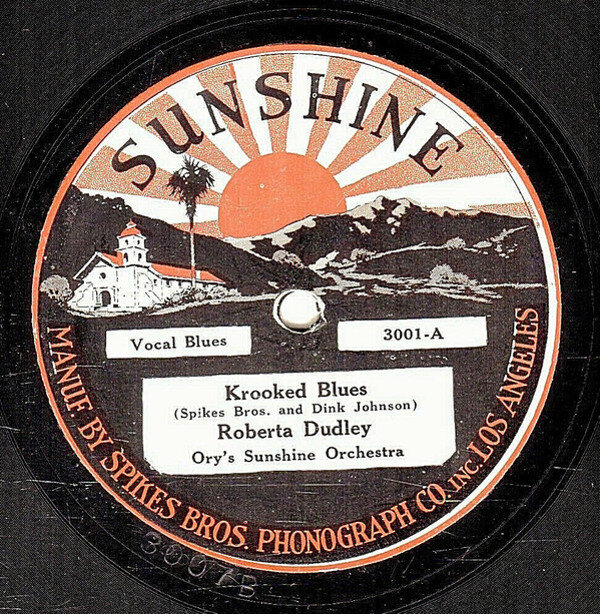 SUNSHINE
Vocal Blues
3001-A
Krooked Blues
(Spikes Bros. and Dink Johnson)
Roberta Dudley
Ory's Sunshine Orchestra
MANUF. BY SPIKES BROS. PHONOGRAPH CO. INC. LOS ANGELES